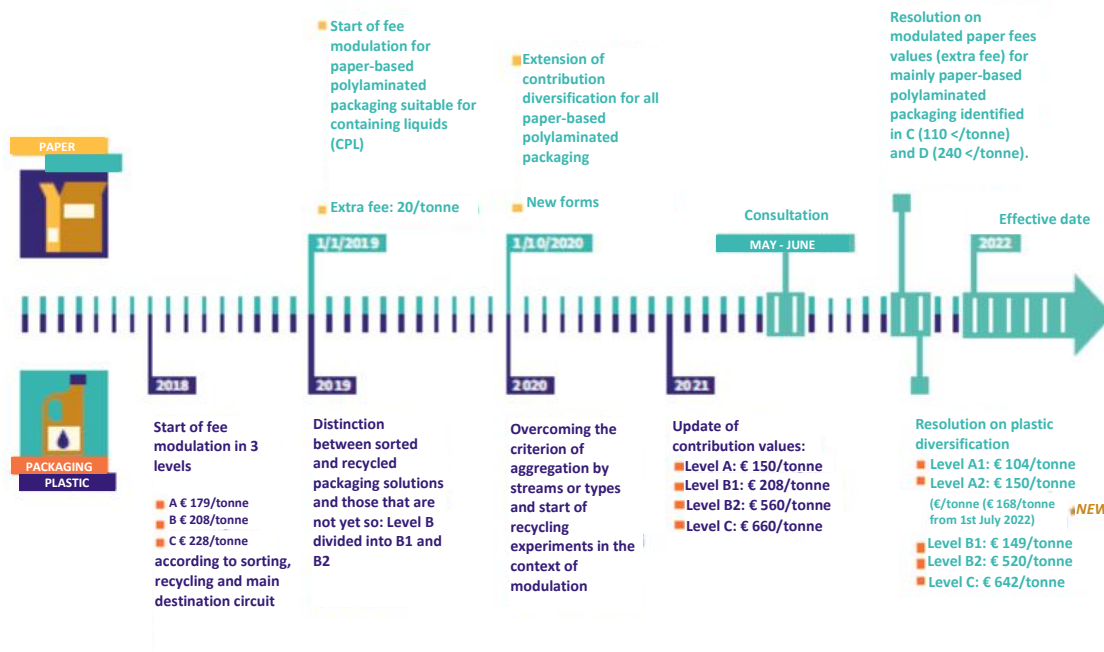 Start of fee
modulation for
paper-based
polylaminated
packaging suitable for
containing liquids
(CPL)
Extra fee: 20/tonne
1/1/2019
Extension of
contribution
diversification for all
paper-based
polylaminated
packaging
New forms
1/10/2020
Consultation
MAY - JUNE
Resolution on
modulated paper fees
values (extra fee) for
mainly paper-based
polylaminated
packaging identified
in C (110 </tonne)
and D (240 </tonne).
Effective date
2022
PAPER
PACKAGING
PLASTIC
2018
Start of fee
modulation in 3
levels
A € 179/tonne
B € 208/tonne
C € 228/tonne
according to sorting,
recycling and main
destination circuit
2019
Distinction
between sorted
and recycled
packaging solutions
and those that are
not yet so: Level B
divided into B1 and
B2
2020
Overcoming the
criterion of
aggregation by
streams or types
and start of
recycling
experiments in the
context of
modulation
2021
Update of
contribution values:
Level A: € 150/tonne
Level B1: € 208/tonne
Level B2: € 560/tonne
Level C: € 660/tonne
Resolution on plastic
diversification
Level A1: € 104/tonne
Level A2: € 150/tonne
(€/tonne (€ 168/tonne
from 1st July 2022)
NEW
Level B1: € 149/tonne
Level B2: € 520/tonne
Level C: € 642/tonne